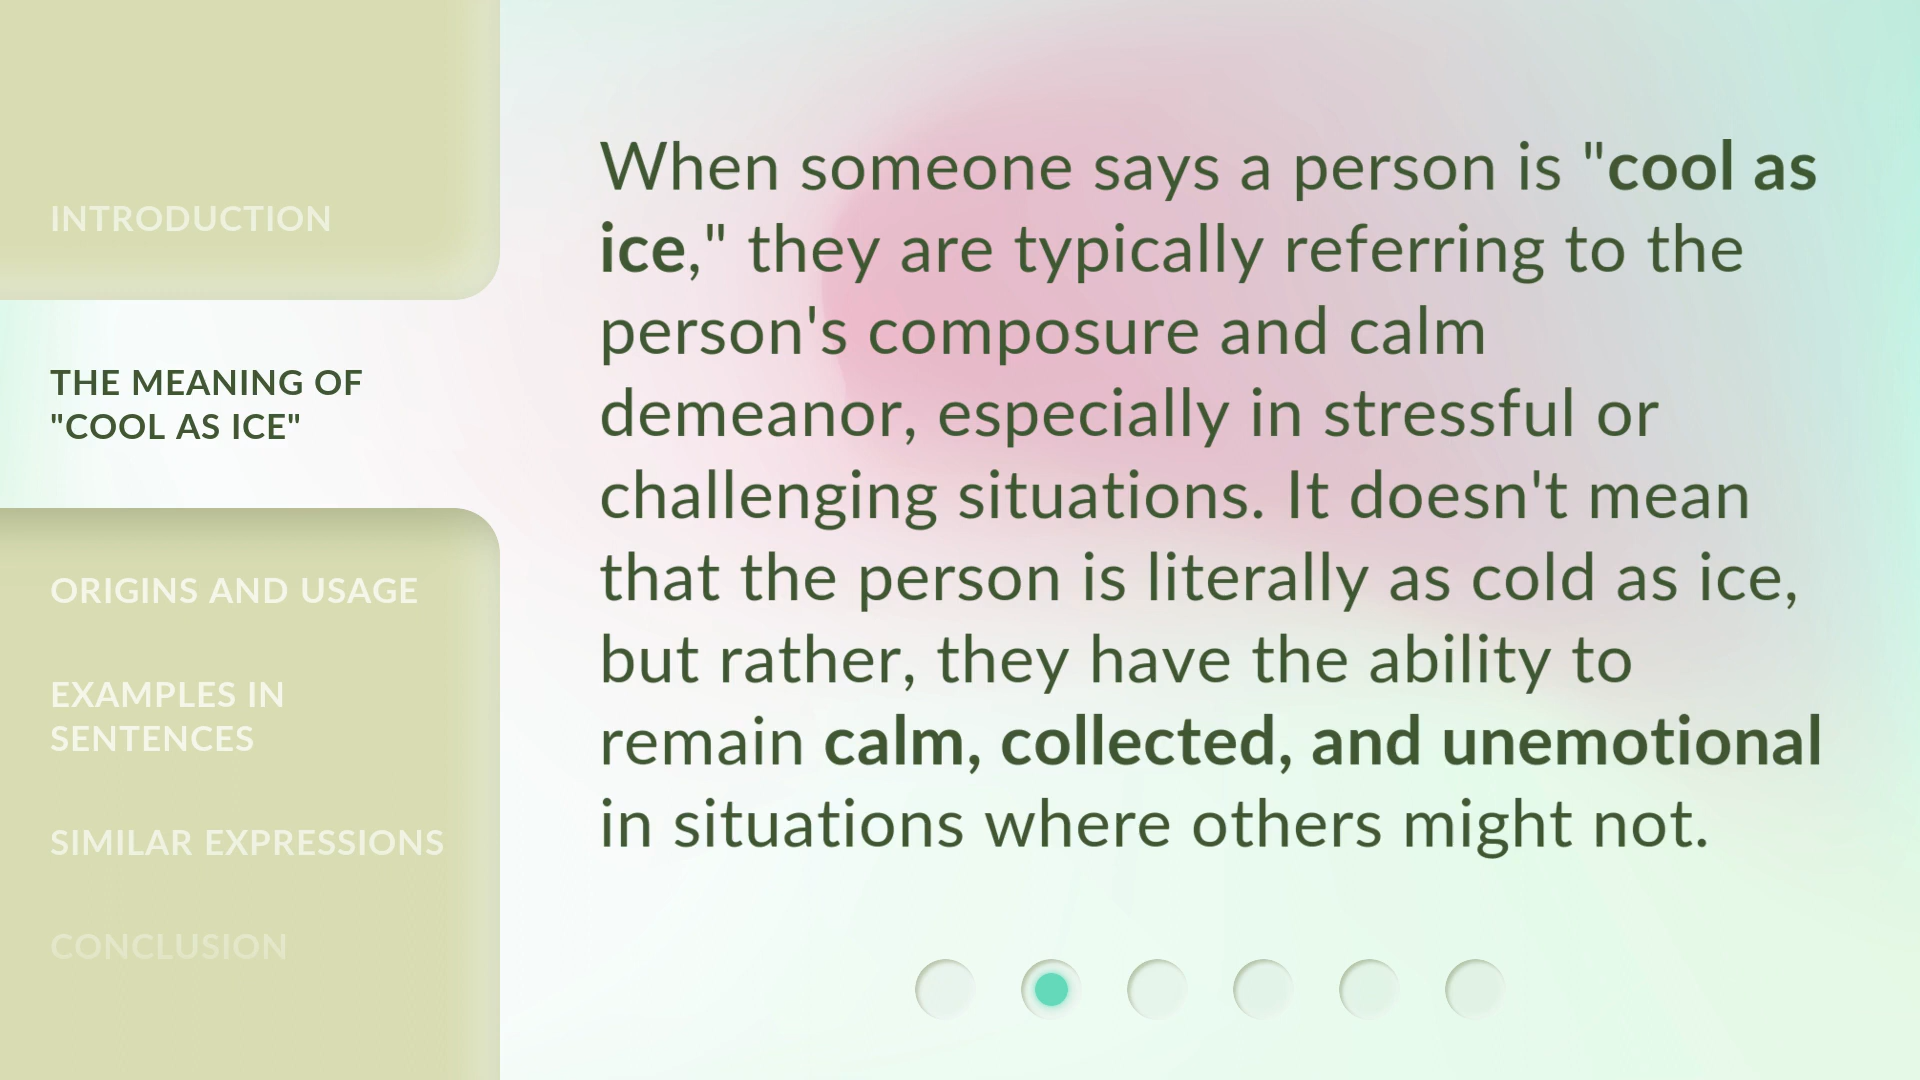 INTRODUCTION
THE MEANING OF
"COOL AS ICE"
ORIGINS AND USAGE
EXAMPLES IN
SENTENCES
SIMILAR EXPRESSIONS
CONCLUSION
When someone says a person is "cool as
ice," they are typically referring to the
person's composure and calm
demeanor, especially in stressful or
challenging situations. It doesn't mean
that the person is literally as cold as ice,
but rather, they have the ability to
remain calm, collected, and unemotional
in situations where others might not.